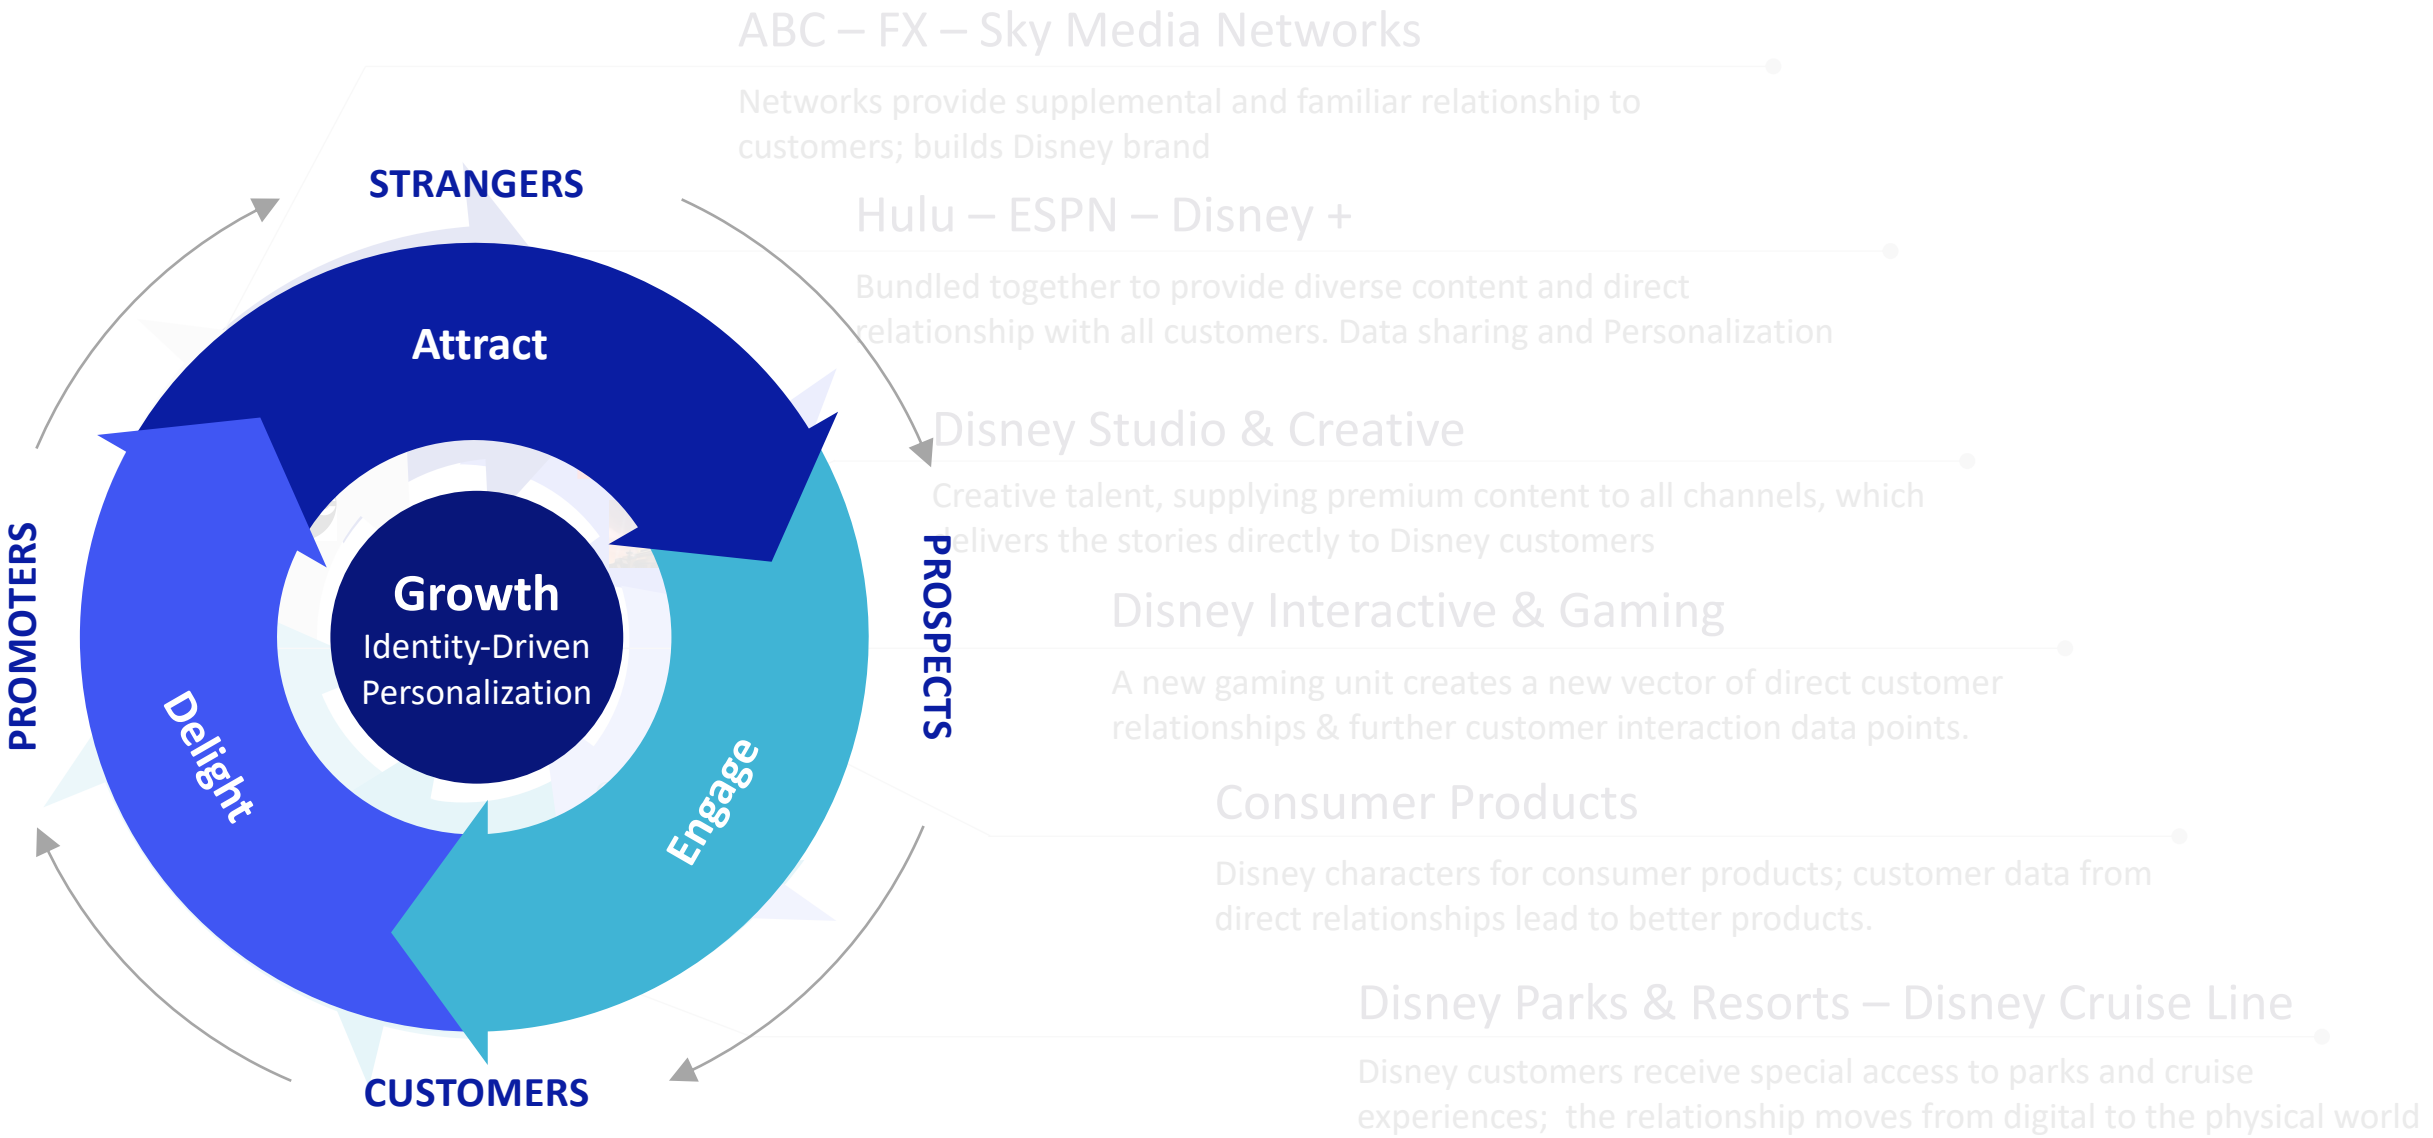 ABC – FX – Sky Media Networks
Networks provide supplemental and familiar relationship to
customers; builds Disney brand
STRANGERS
Hulu – ESPN – Disney +
Bundled together to provide diverse content and direct
relationship with all customers. Data sharing and Personalization
Attract
Disney Studio & Creative
Creative talent, supplying premium content to all channels, which
delivers the stories directly to Disney customers
PROMOTERS
PROSPECTS
Growth
Identity-Driven
Personalization
Disney Interactive & Gaming
A new gaming unit creates a new vector of direct customer
relationships & further customer interaction data points.
Delight
Engage
Consumer Products
Disney characters for consumer products; customer data from
direct relationships lead to better products.
Disney Parks & Resorts – Disney Cruise Line
Disney customers receive special access to parks and cruise
experiences;  the relationship moves from digital to the physical world
CUSTOMERS